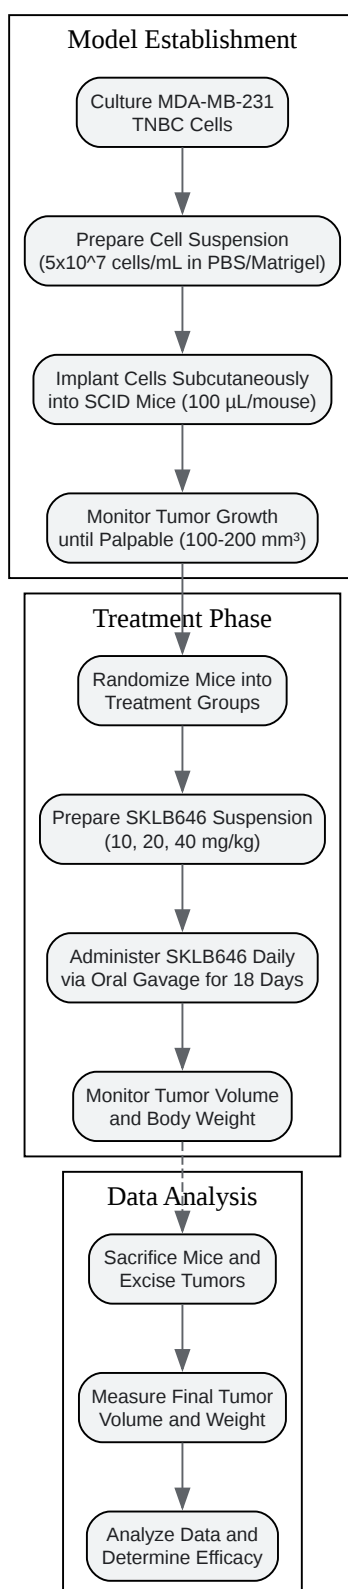 Model Establishment
Culture MDA-MB-231
TNBC Cells
Prepare Cell Suspension
(5x10^7 cells/mL in PBS/Matrigel)
Implant Cells Subcutaneously
into SCID Mice (100 µL/mouse)
Monitor Tumor Growth
until Palpable (100-200 mm³)
Treatment Phase
Randomize Mice into
Treatment Groups
Prepare SKLB646 Suspension
(10, 20, 40 mg/kg)
Administer SKLB646 Daily
via Oral Gavage for 18 Days
Monitor Tumor Volume
and Body Weight
Data Analysis
Sacrifice Mice and
Excise Tumors
Measure Final Tumor
Volume and Weight
Analyze Data and
Determine Efficacy